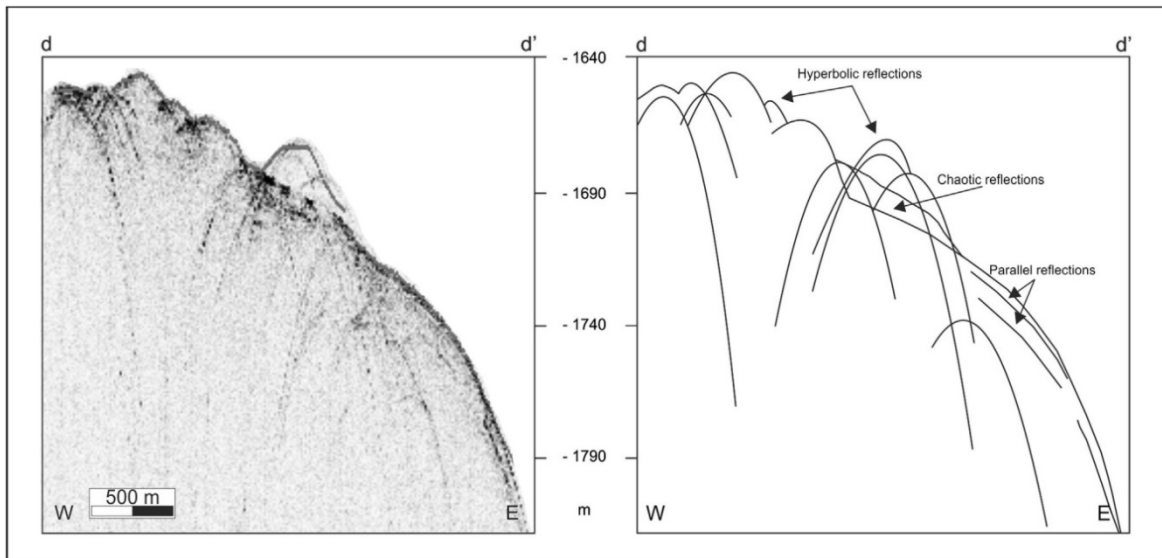 d
d'
- 1640
d
d'
Hyperbolic reflections
- 1690
Chaotic reflections
Parallel reflections
- 1740
- 1790
500 m
W
E
m
W
E